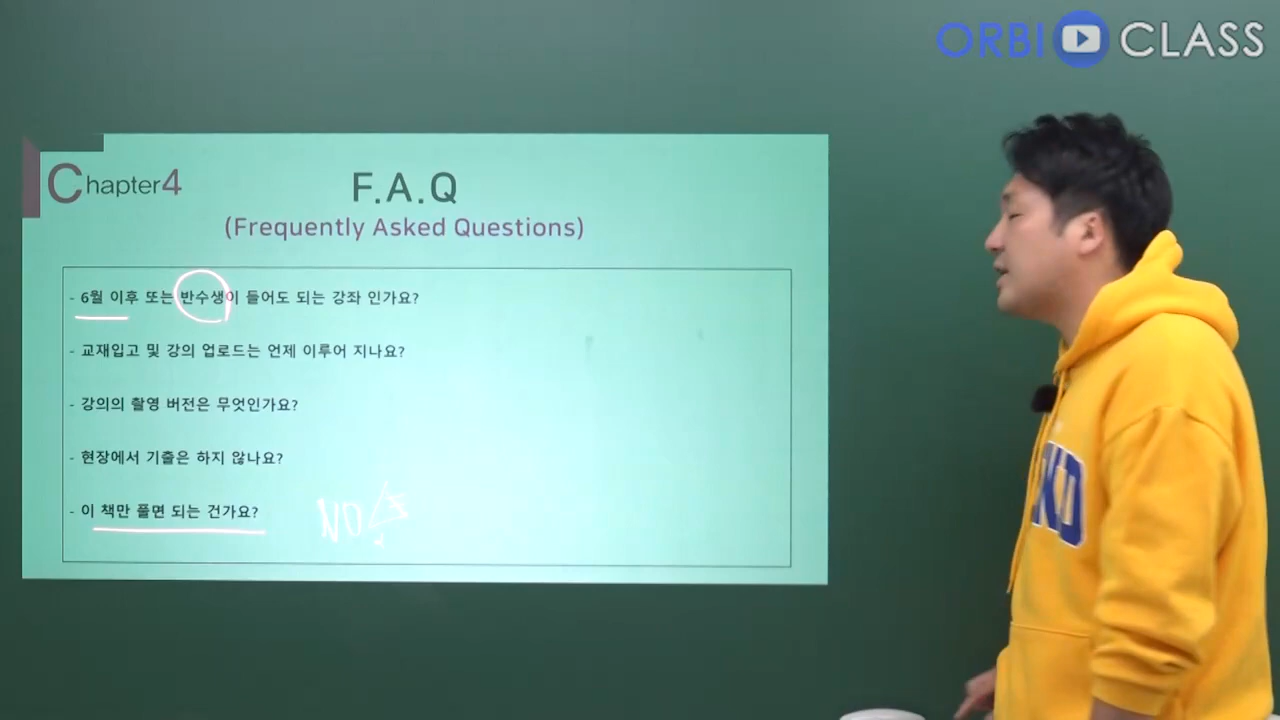 ORBI CLASS
Chapter4
F.A.Q
(Frequently Asked Questions)
- 6월 이후 또는 반수생이 들어도 되는 강좌 인가요?
- 교재입고 및 강의 업로드는 언제 이루어 지나요?
- 강의의 촬영 버전은 무엇인가요?
- 현장에서 기출은 하지 않나요?
- 이 책만 풀면 되는 건가요? NO